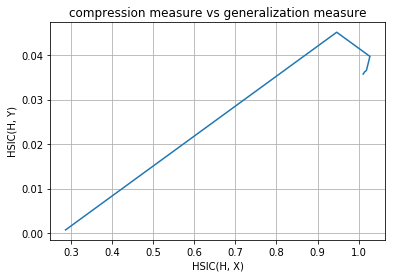 compression measure vs generalization measure
HSIC(H, Y)
0.04
0.03
0.02
0.01
0.00
0.3 0.4 0.5 0.6 0.7 0.8 0.9 1.0
HSIC(H, X)